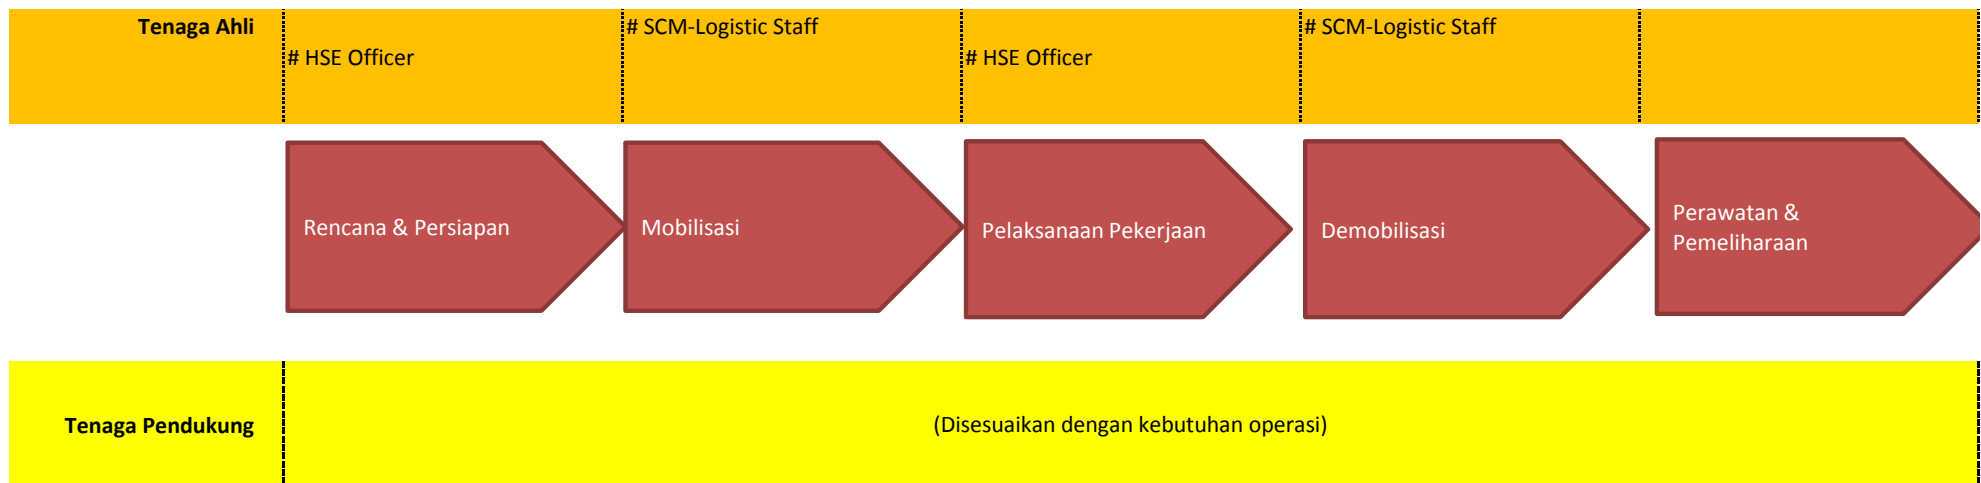 Tenaga Ahli
# SCM-Logistic Staff
# SCM-Logistic Staff
# HSE Officer
# HSE Officer
Rencana & Persiapan
Mobilisasi
Pelaksanaan Pekerjaan
Demobilisasi
Perawatan &
Pemeliharaan
Tenaga Pendukung
(Disesuaikan dengan kebutuhan operasi)